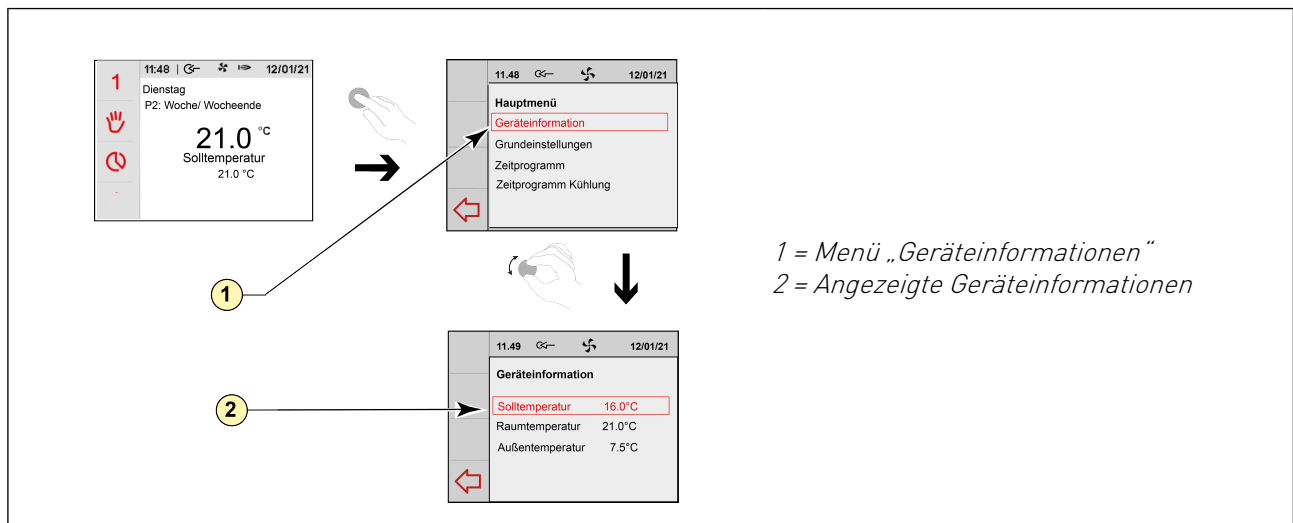 1
11:48 | 12/01/21
Dienstag
P2: Woche/ Wocheende
21.0 °C
Solltemperatur
21.0 °C
-
11.48 12/01/21
Hauptmenü
Geräteinformation
Grundeinstellungen
Zeitprogramm
Zeitprogramm Kühlung
1
1 = Menü „Geräteinformationen“
2 = Angezeigte Geräteinformationen
11.49 12/01/21
Geräteinformation
2
Solltemperatur 16.0°C
Raumtemperatur 21.0°C
Außentemperatur 7.5°C